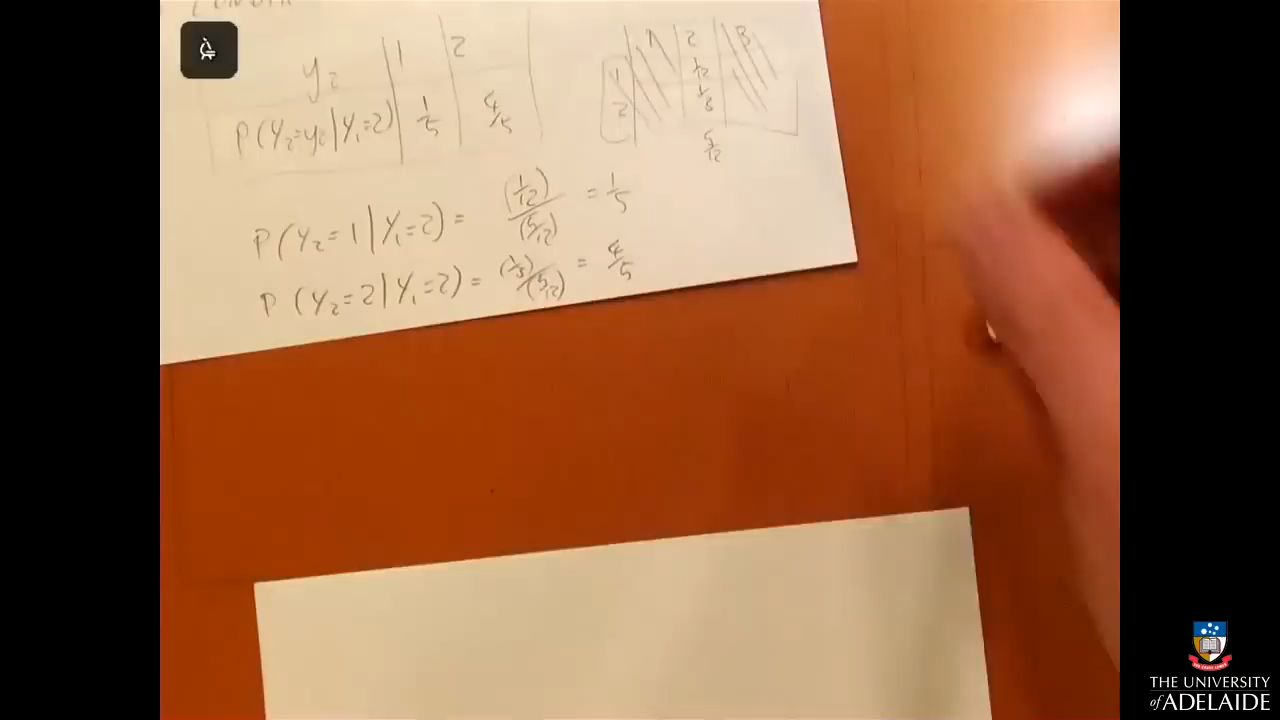 y₂ | 1 | 2
P(Y₂=y₂|Y₁=2) | 1/5 | 4/5
1 2 3
1 1/12
2 1/3
5/12
P(Y₂=1|Y₁=2) = (1/12)/(5/12) = 1/5
P(Y₂=2|Y₁=2) = (1/3)/(5/12) = 4/5
THE UNIVERSITY
of ADELAIDE